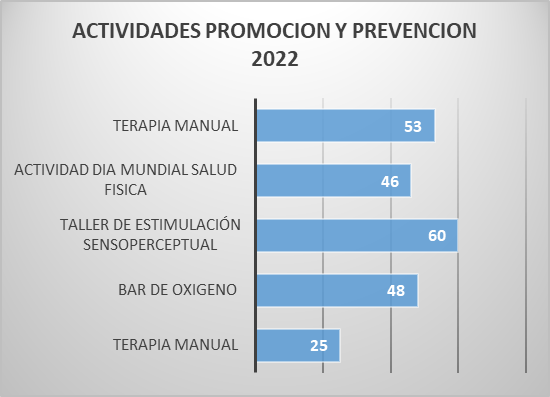 ACTIVIDADES PROMOCION Y PREVENCION
2022
TERAPIA MANUAL
53
ACTIVIDAD DIA MUNDIAL SALUD
FISICA
46
TALLER DE ESTIMULACIÓN
SENSOPERCEPTUAL
60
BAR DE OXIGENO
48
TERAPIA MANUAL
25